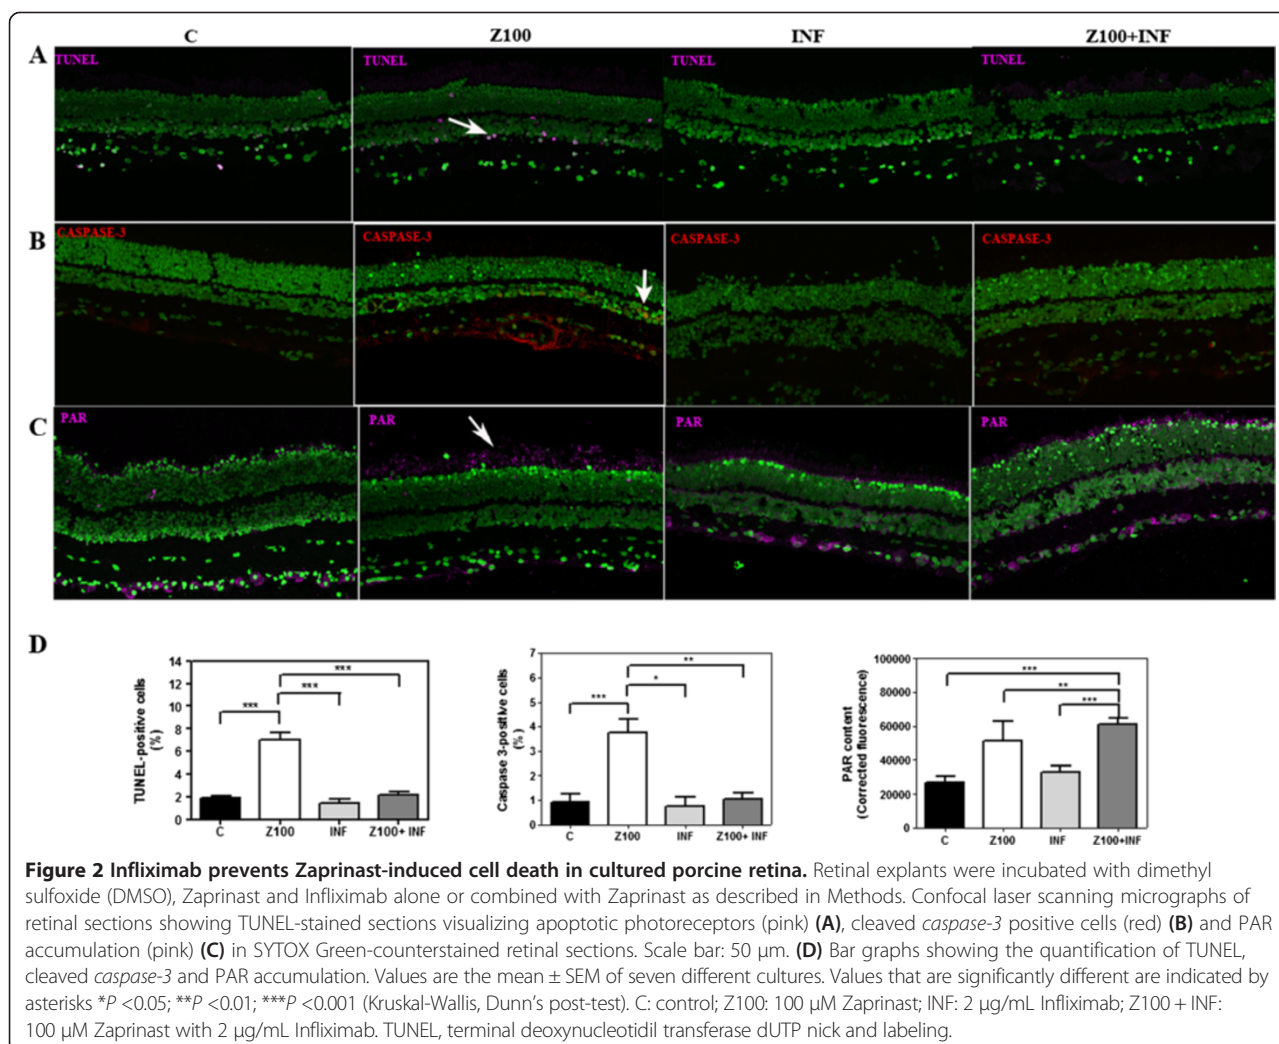 C Z100 INF Z100+INF
A TUNEL TUNEL TUNEL TUNEL
B CASPASE-3 CASPASE-3 CASPASE-3 CASPASE-3
C PAR PAR PAR PAR
D
TUNEL-positive cells
(%)
14
12
10
8
6
4
2
0
*** *** ***
C Z100 INF Z100+ INF
Caspase 3-positive cells
(%)
7
6
5
4
3
2
1
0
*** * **
C Z100 INF Z100+ INF
PAR content
(Corrected fluorescence)
100000
80000
60000
40000
20000
0
*** ** ***
C Z100 INF Z100+INF
Figure 2 Infliximab prevents Zaprinast-induced cell death in cultured porcine retina. Retinal explants were incubated with dimethyl
sulfoxide (DMSO), Zaprinast and Infliximab alone or combined with Zaprinast as described in Methods. Confocal laser scanning micrographs of
retinal sections showing TUNEL-stained sections visualizing apoptotic photoreceptors (pink) (A), cleaved caspase-3 positive cells (red) (B) and PAR
accumulation (pink) (C) in SYTOX Green-counterstained retinal sections. Scale bar: 50 μm. (D) Bar graphs showing the quantification of TUNEL,
cleaved caspase-3 and PAR accumulation. Values are the mean ± SEM of seven different cultures. Values that are significantly different are indicated by
asterisks *P <0.05; **P <0.01; ***P <0.001 (Kruskal-Wallis, Dunn's post-test). C: control; Z100: 100 μM Zaprinast; INF: 2 μg/mL Infliximab; Z100 + INF:
100 μM Zaprinast with 2 μg/mL Infliximab. TUNEL, terminal deoxynucleotidil transferase dUTP nick and labeling.